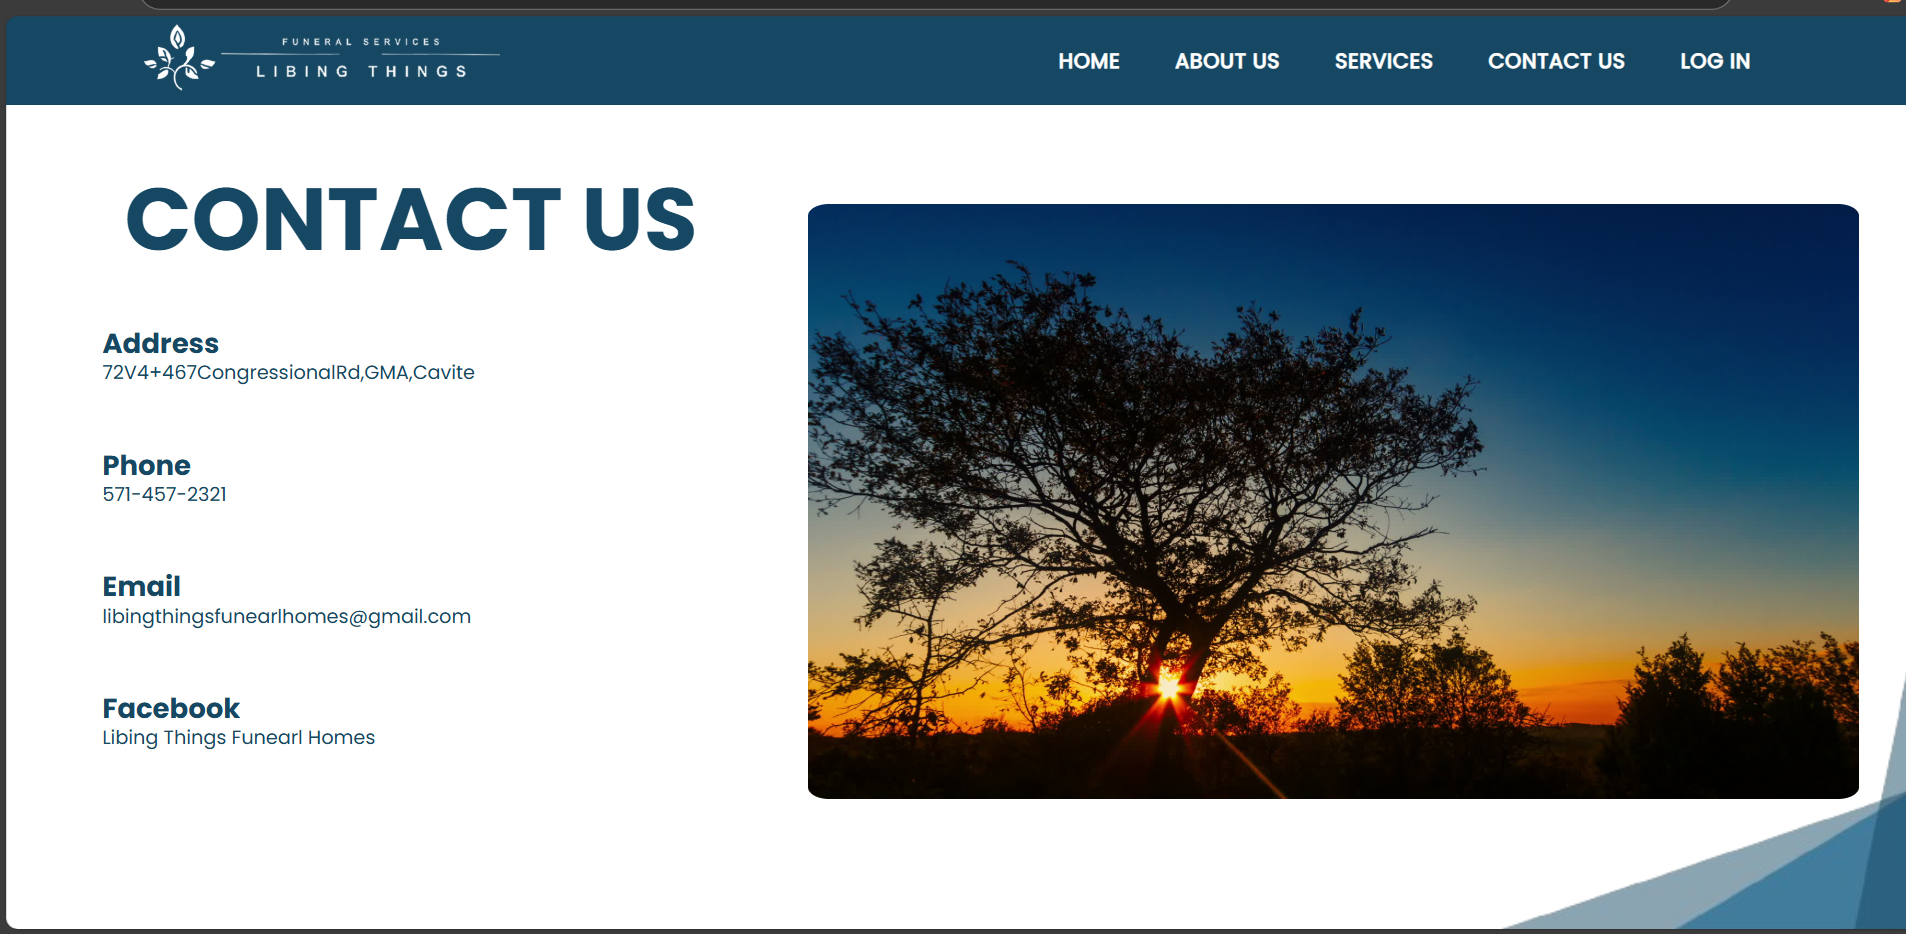 FUNERAL SERVICES
LIBING THINGS
HOME ABOUT US SERVICES CONTACT US LOG IN
CONTACT US
Address
72V4+467CongressionalRd,GMA,Cavite
Phone
571-457-2321
Email
libingthingsfunearlhomes@gmail.com
Facebook
Libing Things Funearl Homes